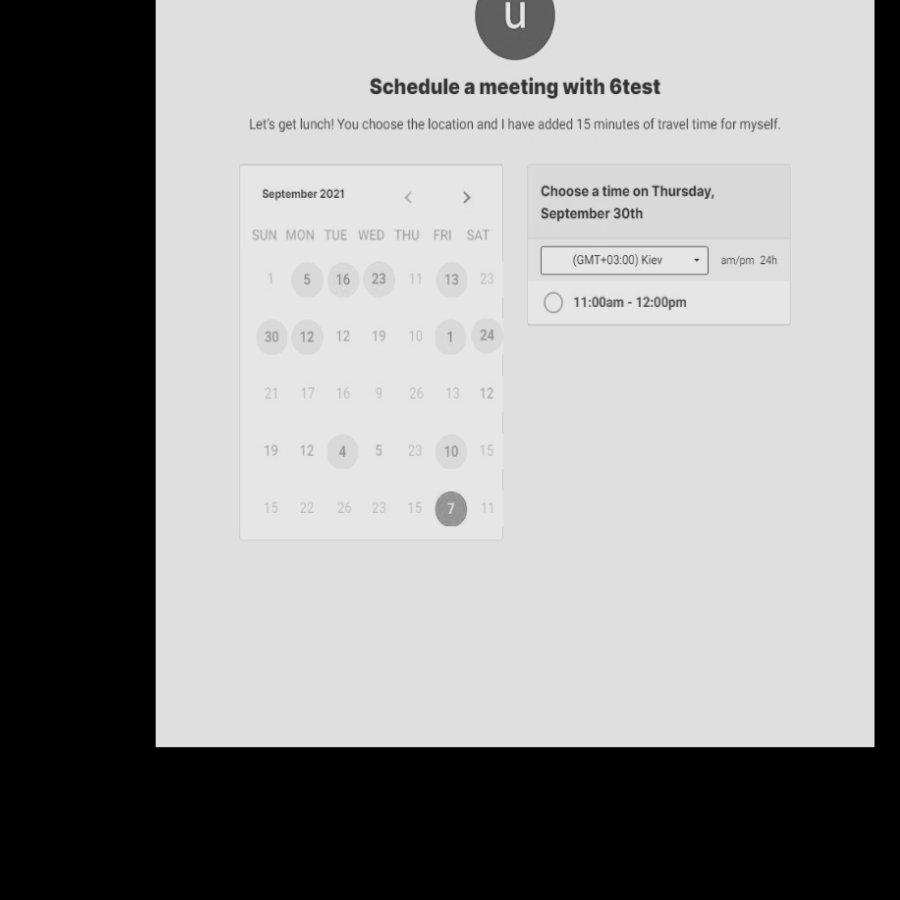 u
Schedule a meeting with 6test
Let's get lunch! You choose the location and I have added 15 minutes of travel time for myself.
September 2021
SUN MON TUE WED THU FRI SAT
1 5 16 23 11 13 23
30 12 12 19 10 1 24
21 17 16 9 26 13 12
19 12 4 5 23 10 15
15 22 26 23 15 7 11
Choose a time on Thursday,
September 30th
(GMT+03:00) Kiev am/pm 24h
11:00am - 12:00pm